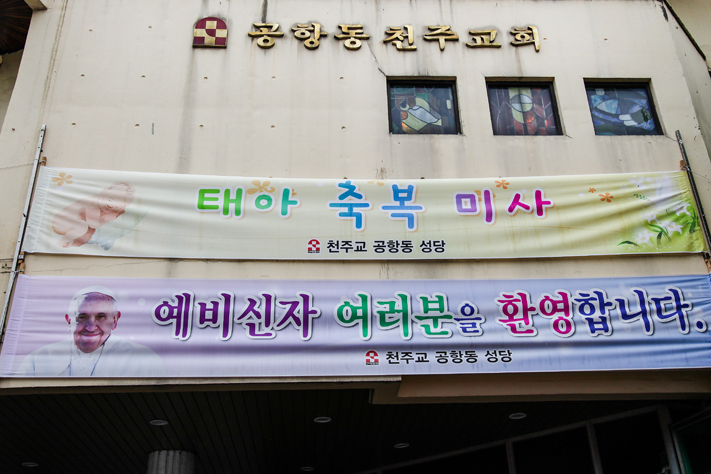 공항동천주교회
태아 축복 미사
천주교 공항동 성당
예비신자 여러분을 환영합니다.
천주교 공항동 성당